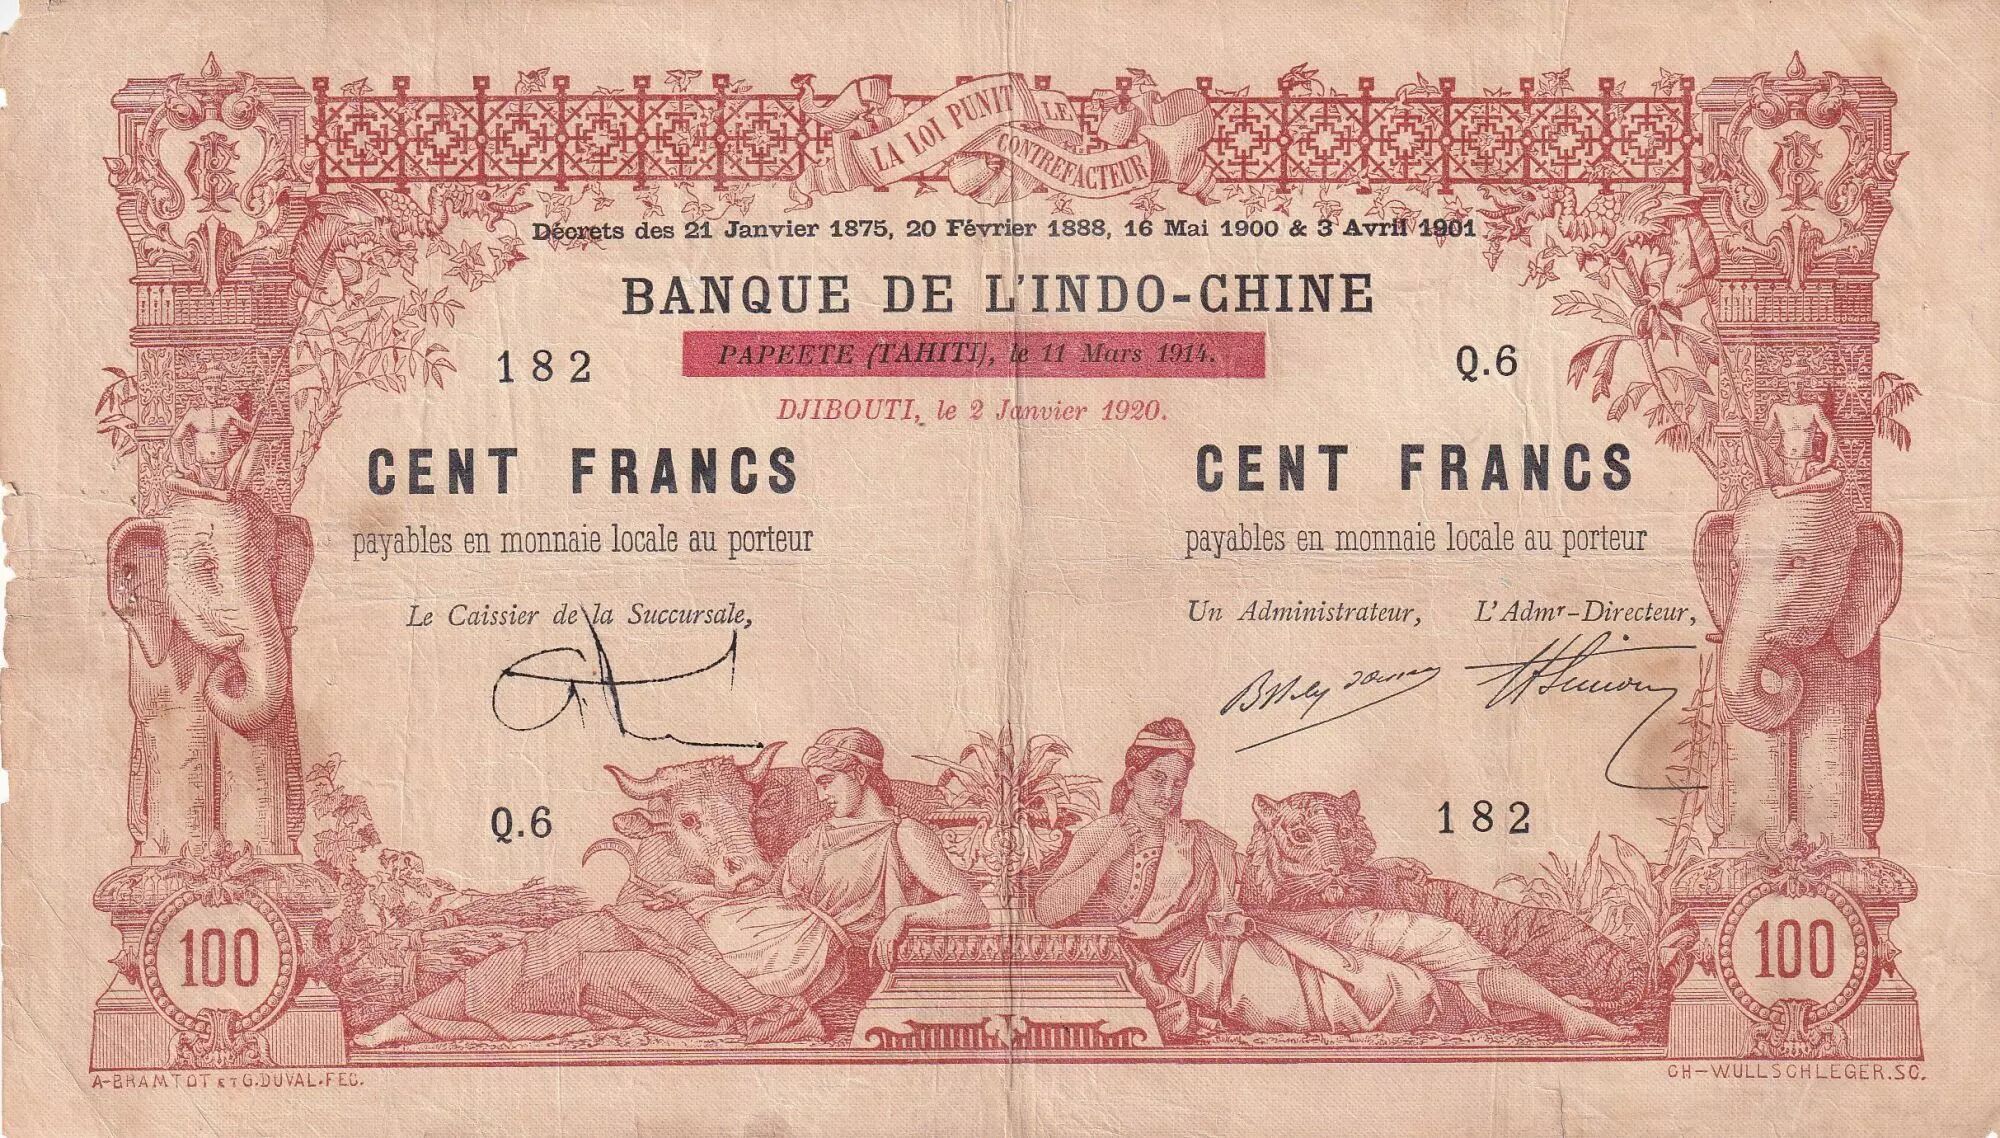 LA LOI PUNIT LE
CONTREFACTEUR
Décrets des 21 Janvier 1875, 20 Février 1888, 16 Mai 1900 & 3 Avril 1901
BANQUE DE L'INDO-CHINE
PAPEETE (TAHITI), le 11 Mars 1914.
182
Q.6
DJIBOUTI, le 2 Janvier 1920.
CENT FRANCS
payables en monnaie locale au porteur
CENT FRANCS
payables en monnaie locale au porteur
Le Caissier de la Succursale,
Un Administrateur,
L'Admr-Directeur,
Q.6
182
100
100
A-BRAMTOT ET G.DUVAL.FEC.
CH-WULLSCHLEGER.SC.